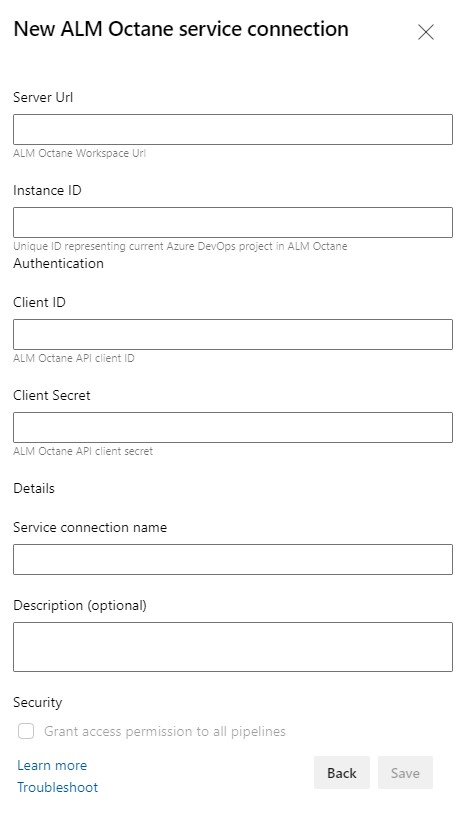 New ALM Octane service connection
Server Url
ALM Octane Workspace Url
Instance ID
Unique ID representing current Azure DevOps project in ALM Octane
Authentication
Client ID
ALM Octane API client ID
Client Secret
ALM Octane API client secret
Details
Service connection name
Description (optional)
Security
Grant access permission to all pipelines
Learn more
Troubleshoot
Back
Save